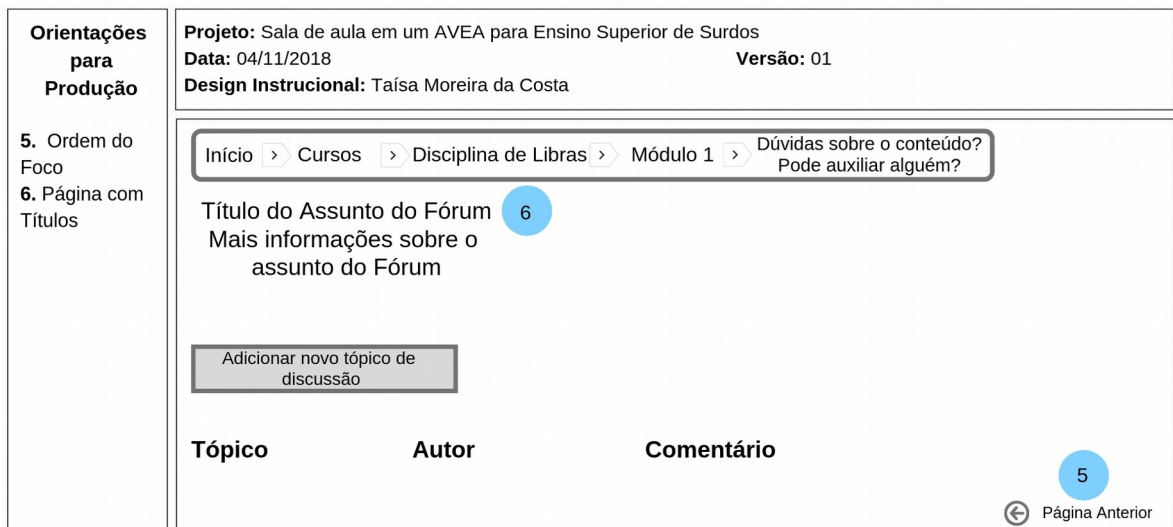 Orientações
para
Produção
Projeto: Sala de aula em um AVEA para Ensino Superior de Surdos
Data: 04/11/2018 Versão: 01
Design Instrucional: Taísa Moreira da Costa
5. Ordem do
Foco
6. Página com
Títulos
Início > Cursos > Disciplina de Libras > Módulo 1 > Dúvidas sobre o conteúdo?
Pode auxiliar alguém?
Título do Assunto do Fórum 6
Mais informações sobre o
assunto do Fórum
Adicionar novo tópico de
discussão
Tópico Autor Comentário
5
Página Anterior